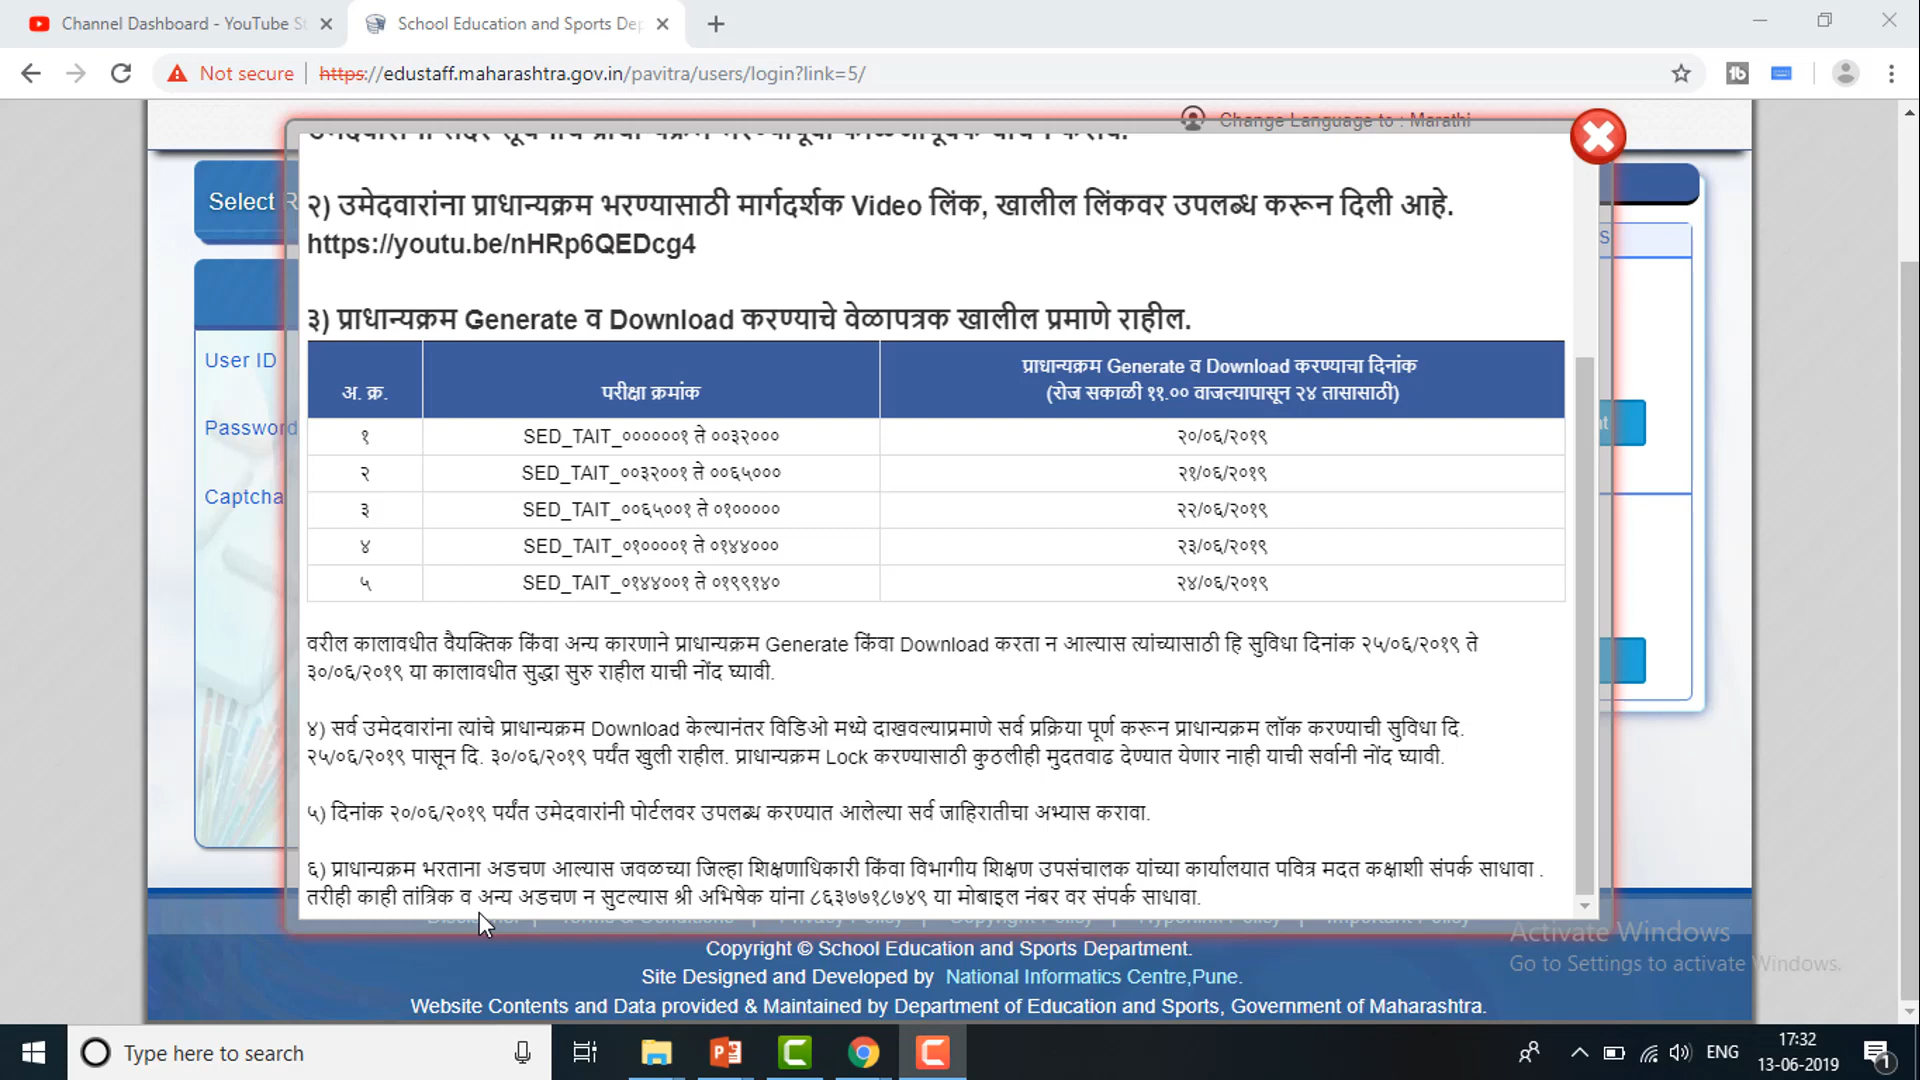 Channel Dashboard - YouTube St
School Education and Sports Dep
Not secure
https://edustaff.maharashtra.gov.in/pavitra/users/login?link=5/
Change Language to : Marathi
Select R
२) उमेदवारांना प्राधान्यक्रम भरण्यासाठी मार्गदर्शक Video लिंक, खालील लिंकवर उपलब्ध करून दिली आहे.
https://youtu.be/nHRp6QEDcg4
३) प्राधान्यक्रम Generate व Download करण्याचे वेळापत्रक खालील प्रमाणे राहील.
User ID
Password
Captcha
अ. क्र. परीक्षा क्रमांक प्राधान्यक्रम Generate व Download करण्याचा दिनांक
(रोज सकाळी ११.०० वाजल्यापासून २४ तासासाठी)
१ SED_TAIT_००००००१ ते ००३२००० २०/०६/२०१९
२ SED_TAIT_००३२००१ ते ००६५००० २१/०६/२०१९
३ SED_TAIT_००६५००१ ते ०१००००० २२/०६/२०१९
४ SED_TAIT_०१००००१ ते ०१४४००० २३/०६/२०१९
५ SED_TAIT_०१४४००१ ते ०१९९१४० २४/०६/२०१९
वरील कालावधीत वैयक्तिक किंवा अन्य कारणाने प्राधान्यक्रम Generate किंवा Download करता न आल्यास त्यांच्यासाठी हि सुविधा दिनांक २५/०६/२०१९ ते
३०/०६/२०१९ या कालावधीत सुद्धा सुरु राहील याची नोंद घ्यावी.
४) सर्व उमेदवारांना त्यांचे प्राधान्यक्रम Download केल्यानंतर विडिओ मध्ये दाखवल्याप्रमाणे सर्व प्रक्रिया पूर्ण करून प्राधान्यक्रम लॉक करण्याची सुविधा दि.
२५/०६/२०१९ पासून दि. ३०/०६/२०१९ पर्यंत खुली राहील. प्राधान्यक्रम Lock करण्यासाठी कुठलीही मुदतवाढ देण्यात येणार नाही याची सर्वानी नोंद घ्यावी.
५) दिनांक २०/०६/२०१९ पर्यंत उमेदवारांनी पोर्टलवर उपलब्ध करण्यात आलेल्या सर्व जाहिरातीचा अभ्यास करावा.
६) प्राधान्यक्रम भरताना अडचण आल्यास जवळच्या जिल्हा शिक्षणाधिकारी किंवा विभागीय शिक्षण उपसंचालक यांच्या कार्यालयात पवित्र मदत कक्षाशी संपर्क साधावा .
तरीही काही तांत्रिक व अन्य अडचण न सुटल्यास श्री अभिषेक यांना ८६३७७१८७४९ या मोबाइल नंबर वर संपर्क साधावा.
Copyright © School Education and Sports Department.
Site Designed and Developed by National Informatics Centre,Pune.
Website Contents and Data provided & Maintained by Department of Education and Sports, Government of Maharashtra.
Activate Windows
Go to Settings to activate Windows.
Type here to search
ENG
17:32
13-06-2019
1